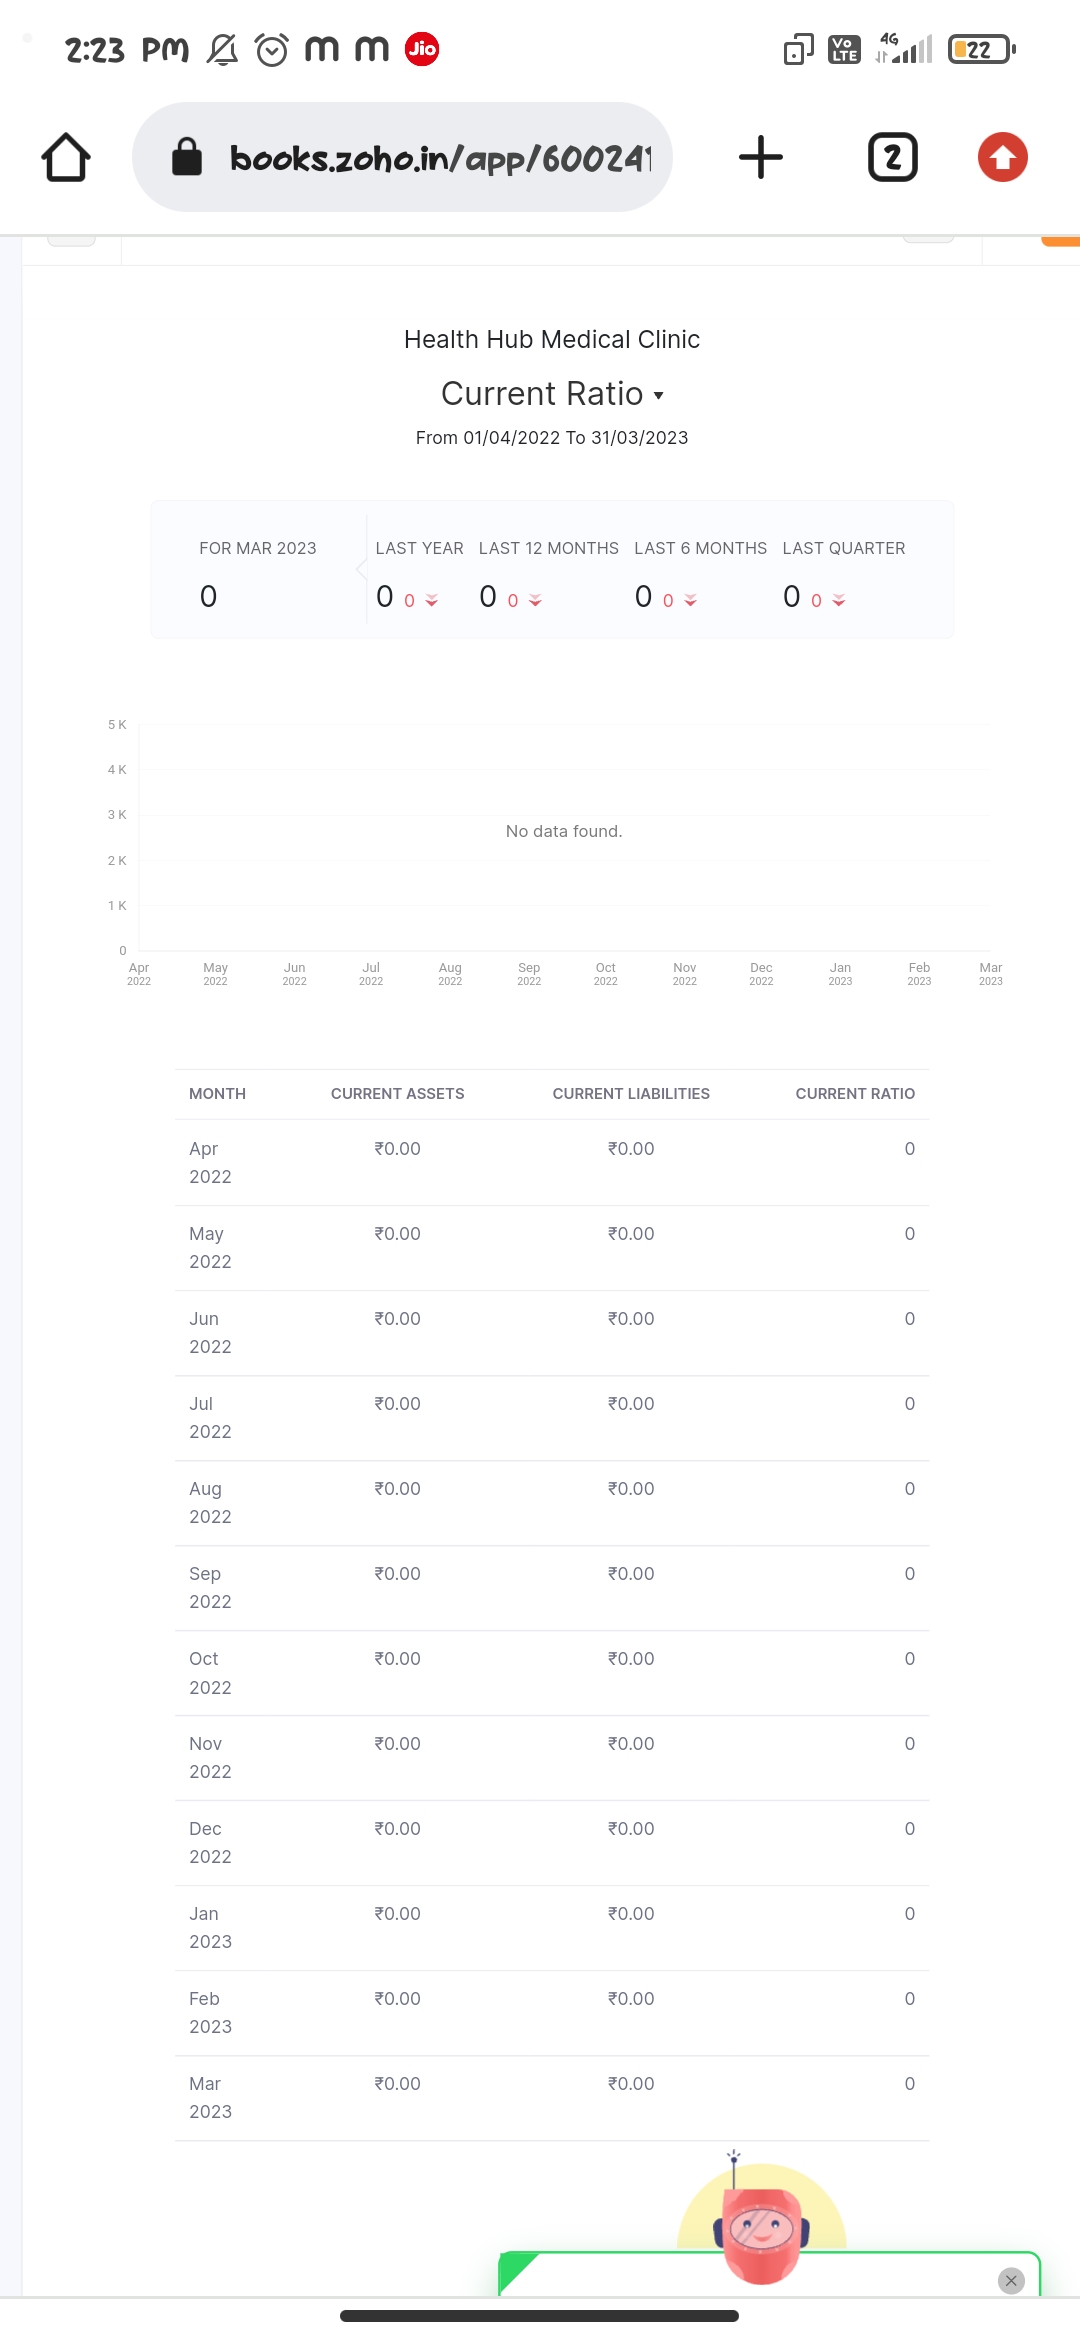 2:23 PM m m Jio Vo LTE 4G 22
books.zoho.in/app/600241
2
Health Hub Medical Clinic
Current Ratio
From 01/04/2022 To 31/03/2023
FOR MAR 2023 LAST YEAR LAST 12 MONTHS LAST 6 MONTHS LAST QUARTER
0 0 0 0 0 0 0 0 0
5 K
4 K
3 K
No data found.
2 K
1 K
0
Apr May Jun Jul Aug Sep Oct Nov Dec Jan Feb Mar
2022 2022 2022 2022 2022 2022 2022 2022 2022 2023 2023 2023
MONTH CURRENT ASSETS CURRENT LIABILITIES CURRENT RATIO
Apr ₹0.00 ₹0.00 0
2022
May ₹0.00 ₹0.00 0
2022
Jun ₹0.00 ₹0.00 0
2022
Jul ₹0.00 ₹0.00 0
2022
Aug ₹0.00 ₹0.00 0
2022
Sep ₹0.00 ₹0.00 0
2022
Oct ₹0.00 ₹0.00 0
2022
Nov ₹0.00 ₹0.00 0
2022
Dec ₹0.00 ₹0.00 0
2022
Jan ₹0.00 ₹0.00 0
2023
Feb ₹0.00 ₹0.00 0
2023
Mar ₹0.00 ₹0.00 0
2023